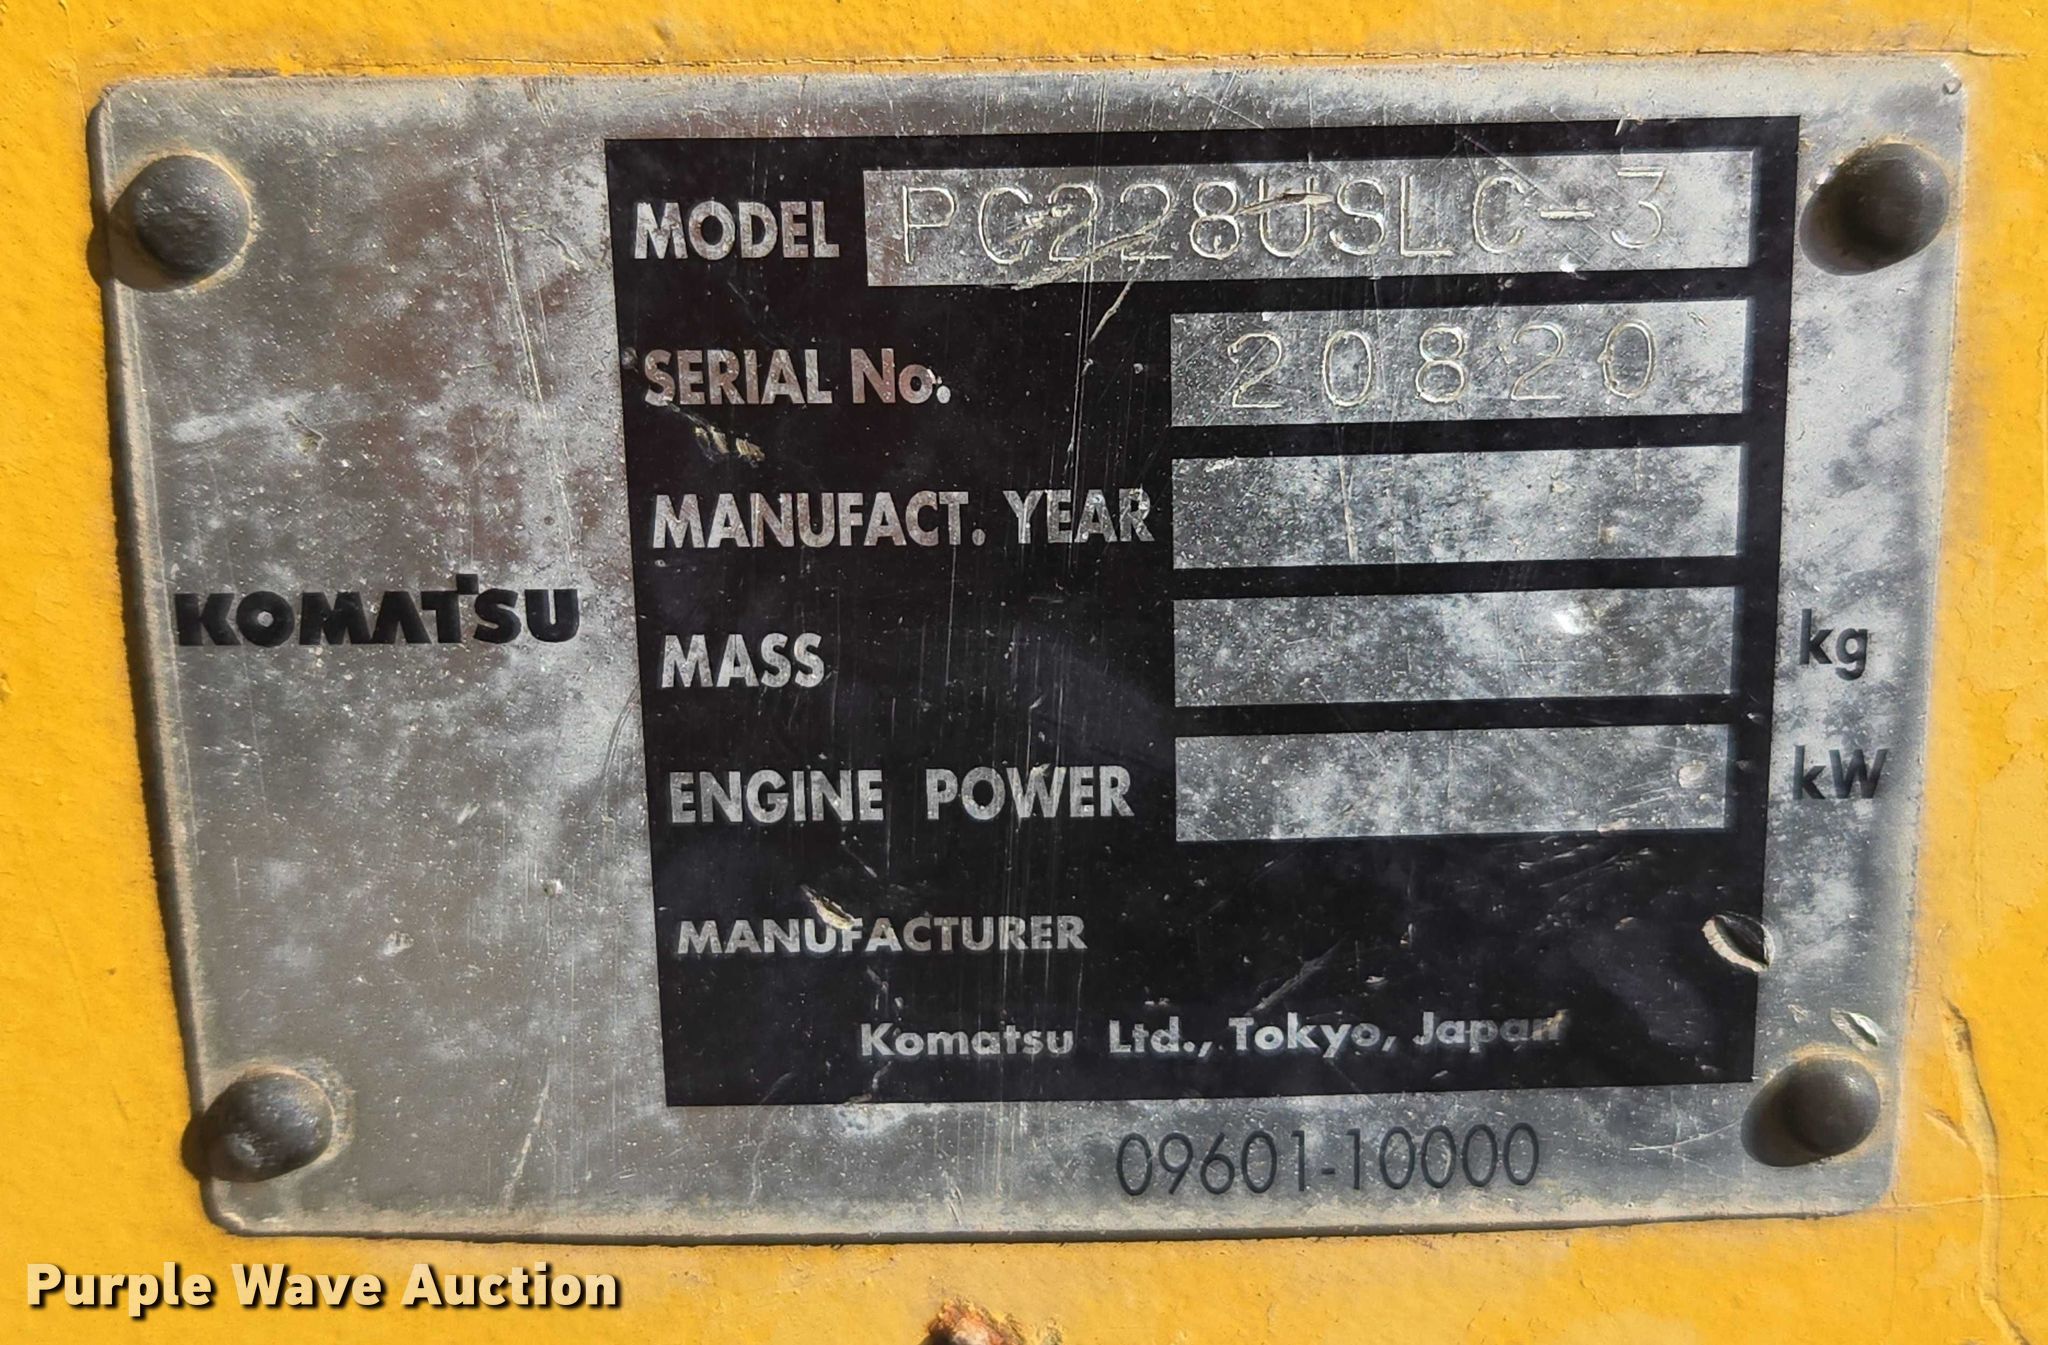 MODEL PC228USLC-3
SERIAL No. 20820
MANUFACT. YEAR
KOMATSU
MASS kg
ENGINE POWER kW
MANUFACTURER
Komatsu Ltd., Tokyo, Japan
09601-10000
Purple Wave Auction